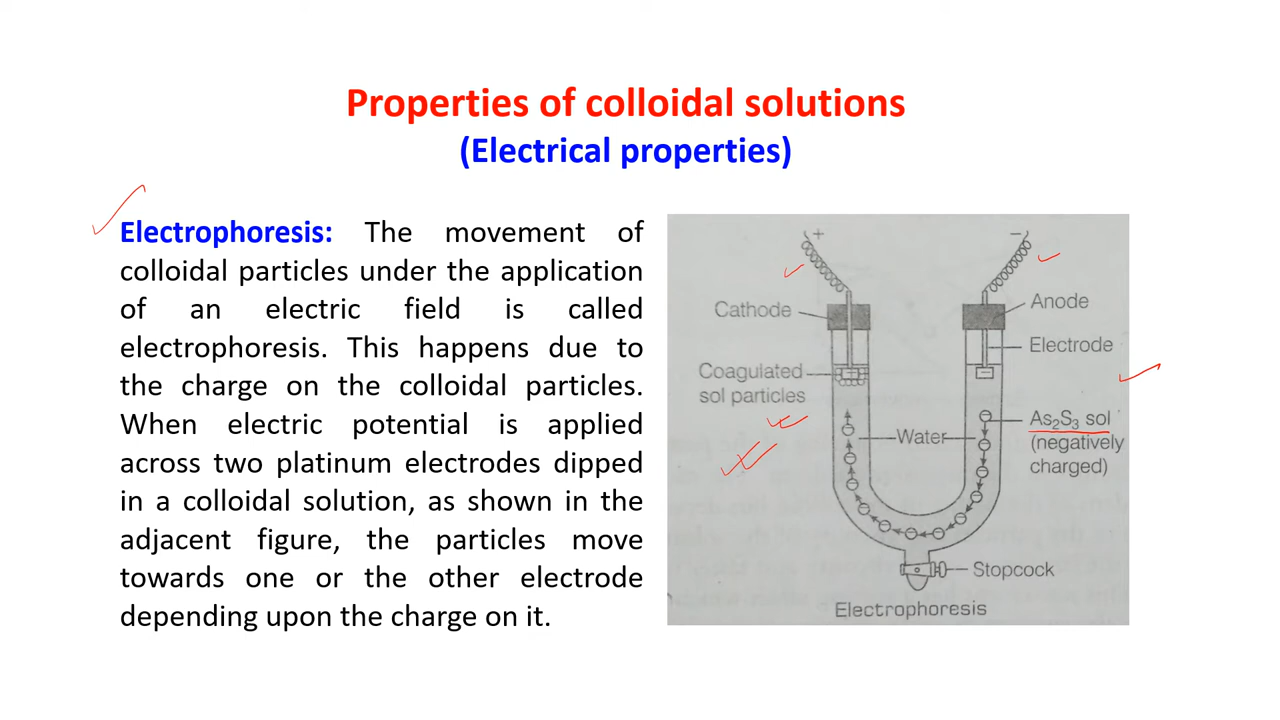 Properties of colloidal solutions
(Electrical properties)
Electrophoresis: The movement of
colloidal particles under the application
of an electric field is called
electrophoresis. This happens due to
the charge on the colloidal particles.
When electric potential is applied
across two platinum electrodes dipped
in a colloidal solution, as shown in the
adjacent figure, the particles move
towards one or the other electrode
depending upon the charge on it.
+
−
Cathode
Anode
Electrode
Coagulated
sol particles
As₂S₃ sol
(negatively
charged)
Water
Stopcock
Electrophoresis